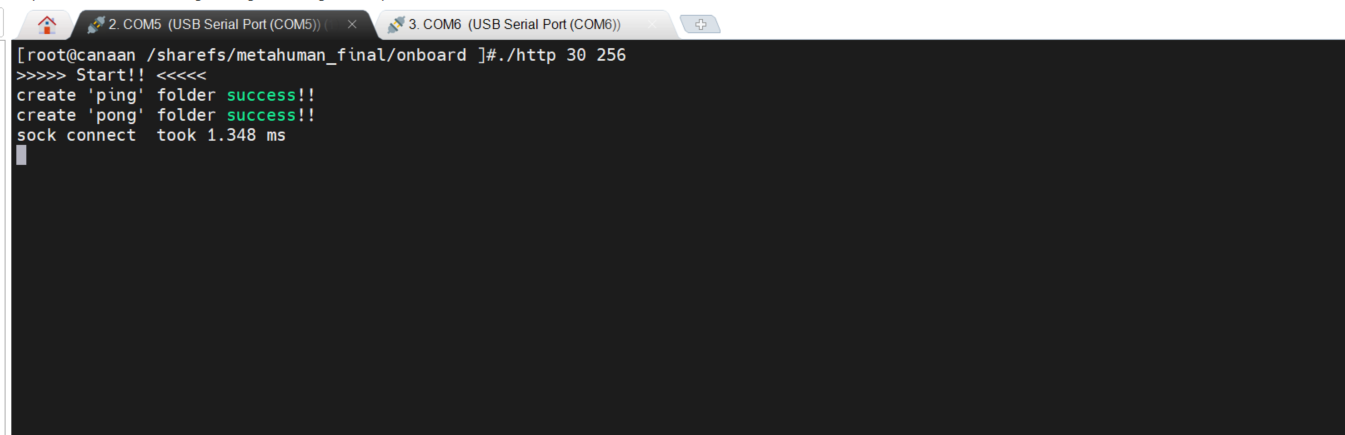 2. COM5 (USB Serial Port (COM5)) (
3. COM6 (USB Serial Port (COM6))
[root@canaan /sharefs/metahuman_final/onboard ]#./http 30 256
>>>>> Start!! <<<<<
create 'ping' folder success!!
create 'pong' folder success!!
sock connect  took 1.348 ms